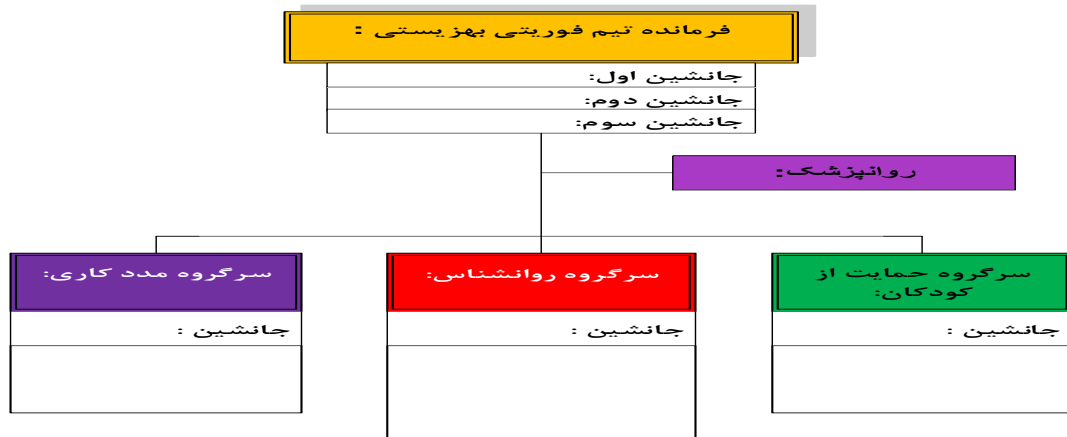 فرمانده تیم فوریتی بهزیستی :
جانشین اول:
جانشین دوم:
جانشین سوم:
روانپزشک:
سرگروه حمایت از
کودکان:
جانشین :
سرگروه روانشناس:
جانشین :
سرگروه مدد کاری:
جانشین :